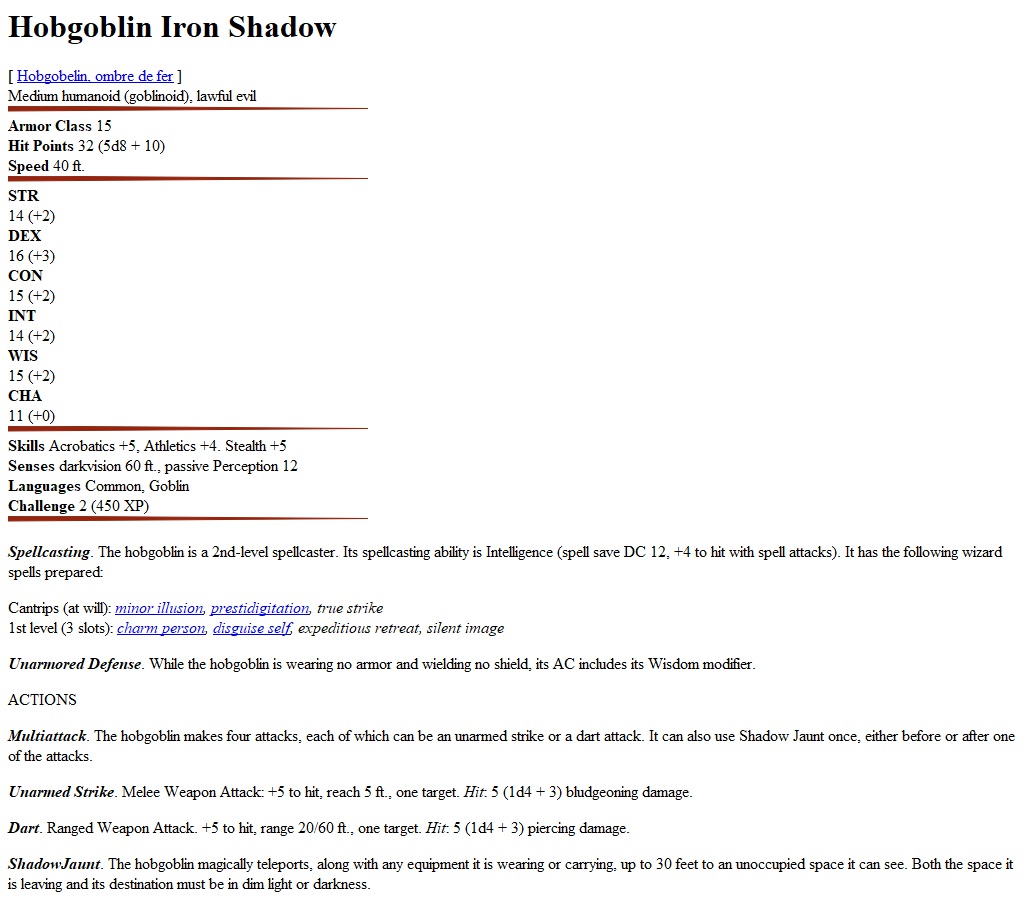 Hobgoblin Iron Shadow
[ Hobgobelin, ombre de fer ]
Medium humanoid (goblinoid), lawful evil
Armor Class 15
Hit Points 32 (5d8 + 10)
Speed 40 ft.
STR
14 (+2)
DEX
16 (+3)
CON
15 (+2)
INT
14 (+2)
WIS
15 (+2)
CHA
11 (+0)
Skills Acrobatics +5, Athletics +4. Stealth +5
Senses darkvision 60 ft., passive Perception 12
Languages Common, Goblin
Challenge 2 (450 XP)
Spellcasting. The hobgoblin is a 2nd-level spellcaster. Its spellcasting ability is Intelligence (spell save DC 12, +4 to hit with spell attacks). It has the following wizard
spells prepared:
Cantrips (at will): minor illusion, prestidigitation, true strike
1st level (3 slots): charm person, disguise self, expeditious retreat, silent image
Unarmored Defense. While the hobgoblin is wearing no armor and wielding no shield, its AC includes its Wisdom modifier.
ACTIONS
Multiattack. The hobgoblin makes four attacks, each of which can be an unarmed strike or a dart attack. It can also use Shadow Jaunt once, either before or after one
of the attacks.
Unarmed Strike. Melee Weapon Attack: +5 to hit, reach 5 ft., one target. Hit: 5 (1d4 + 3) bludgeoning damage.
Dart. Ranged Weapon Attack. +5 to hit, range 20/60 ft., one target. Hit: 5 (1d4 + 3) piercing damage.
ShadowJaunt. The hobgoblin magically teleports, along with any equipment it is wearing or carrying, up to 30 feet to an unoccupied space it can see. Both the space it
is leaving and its destination must be in dim light or darkness.